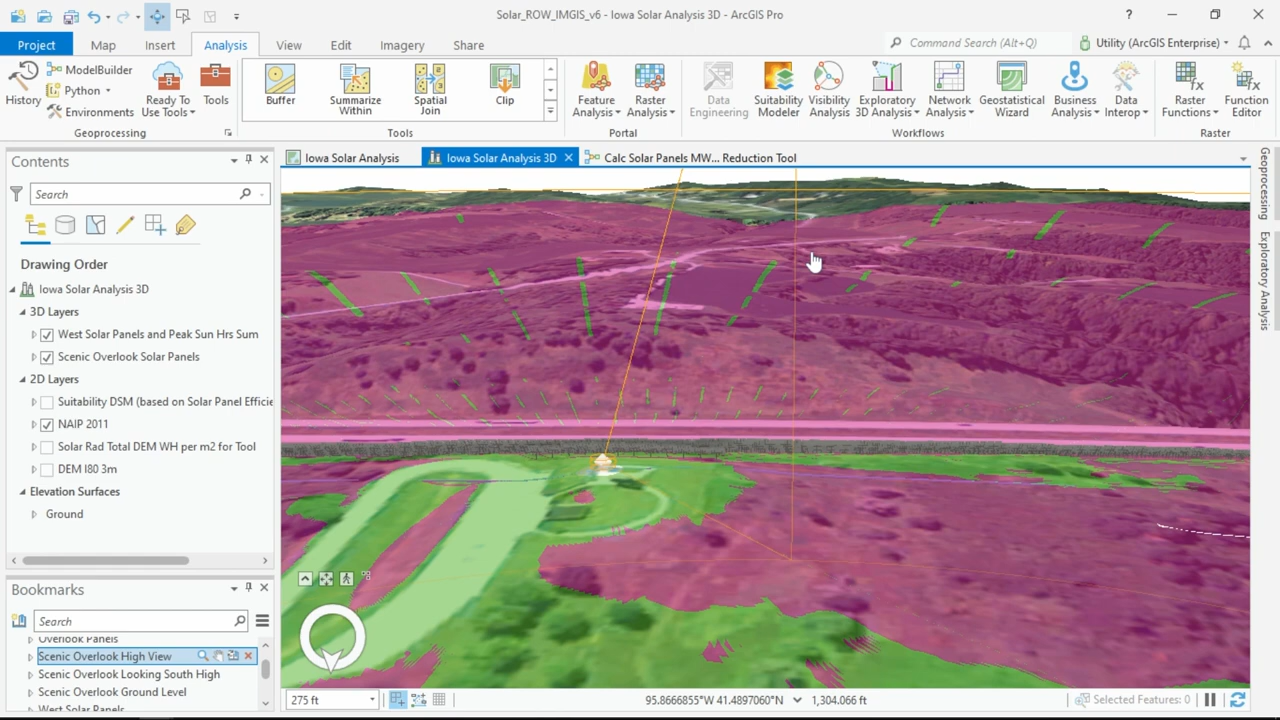 Solar_ROW_IMGIS_v6 - Iowa Solar Analysis 3D - ArcGIS Pro
?
Project Map Insert Analysis View Edit Imagery Share
Command Search (Alt+Q)
Utility (ArcGIS Enterprise)
History
ModelBuilder
Python
Environments
Ready To Use Tools
Tools
Geoprocessing
Buffer
Summarize Within
Spatial Join
Clip
Tools
Feature Analysis
Raster Analysis
Portal
Data Engineering
Suitability Modeler
Visibility Analysis
Exploratory 3D Analysis
Network Analysis
Geostatistical Wizard
Business Analysis
Data Interop
Workflows
Raster Functions
Function Editor
Raster
Contents
Search
Drawing Order
Iowa Solar Analysis 3D
3D Layers
West Solar Panels and Peak Sun Hrs Sum
Scenic Overlook Solar Panels
2D Layers
Suitability DSM (based on Solar Panel Efficie
NAIP 2011
Solar Rad Total DEM WH per m2 for Tool
DEM I80 3m
Elevation Surfaces
Ground
Bookmarks
Search
Overlook Panels
Scenic Overlook High View
Scenic Overlook Looking South High
Scenic Overlook Ground Level
West Solar Panels
Iowa Solar Analysis
Iowa Solar Analysis 3D
Calc Solar Panels MW... Reduction Tool
275 ft
95.8666855°W 41.4897060°N
1,304.066 ft
Selected Features: 0
Geoprocessing
Exploratory Analysis